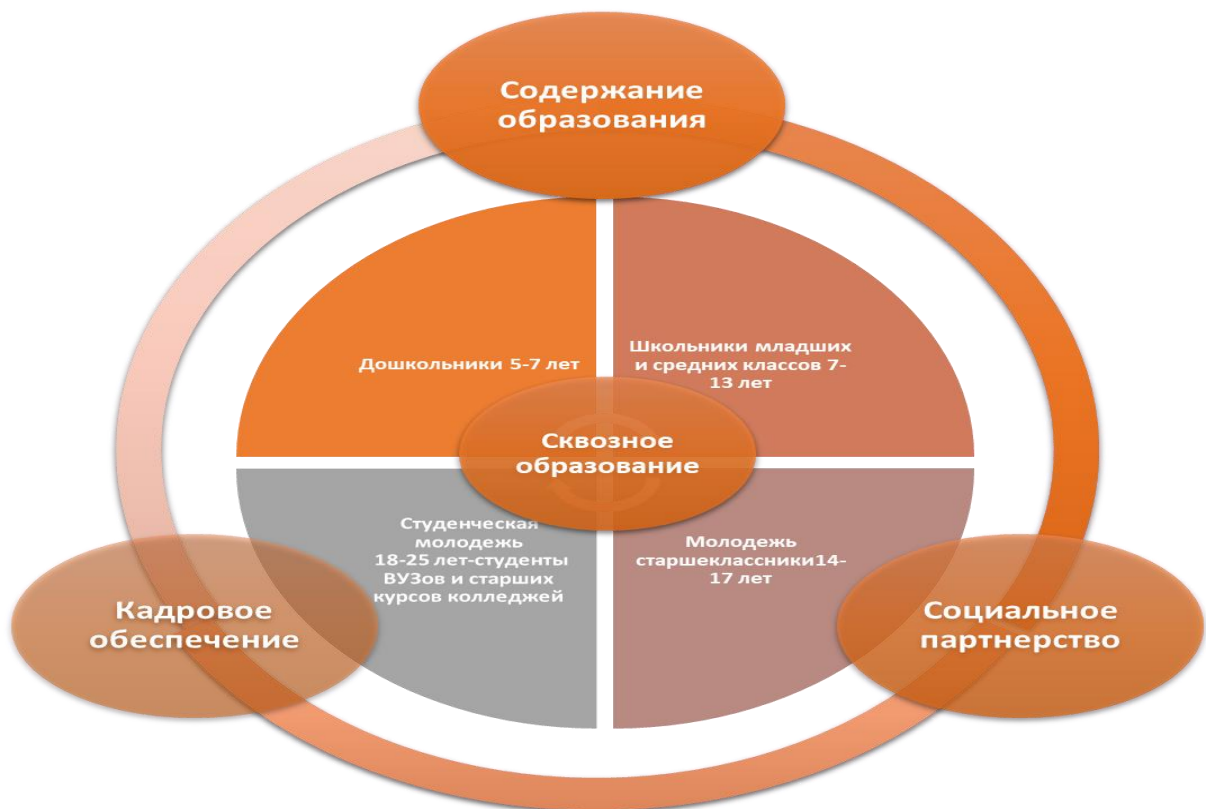 Содержание
образования
Дошкольники 5-7 лет
Школьники младших
и средних классов 7-
13 лет
Сквозное
образование
Студенческая
молодежь
18-25 лет-студенты
ВУЗов и старших
курсов колледжей
Молодежь
старшеклассники14-
17 лет
Кадровое
обеспечение
Социальное
партнерство